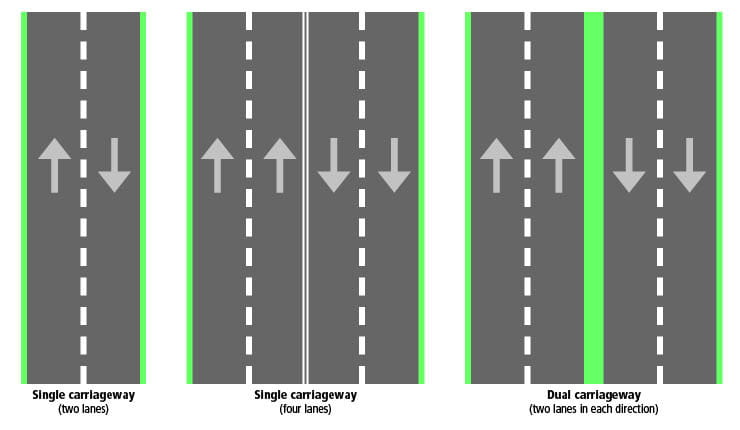 Single carriageway
(two lanes)
Single carriageway
(four lanes)
Dual carriageway
(two lanes in each direction)